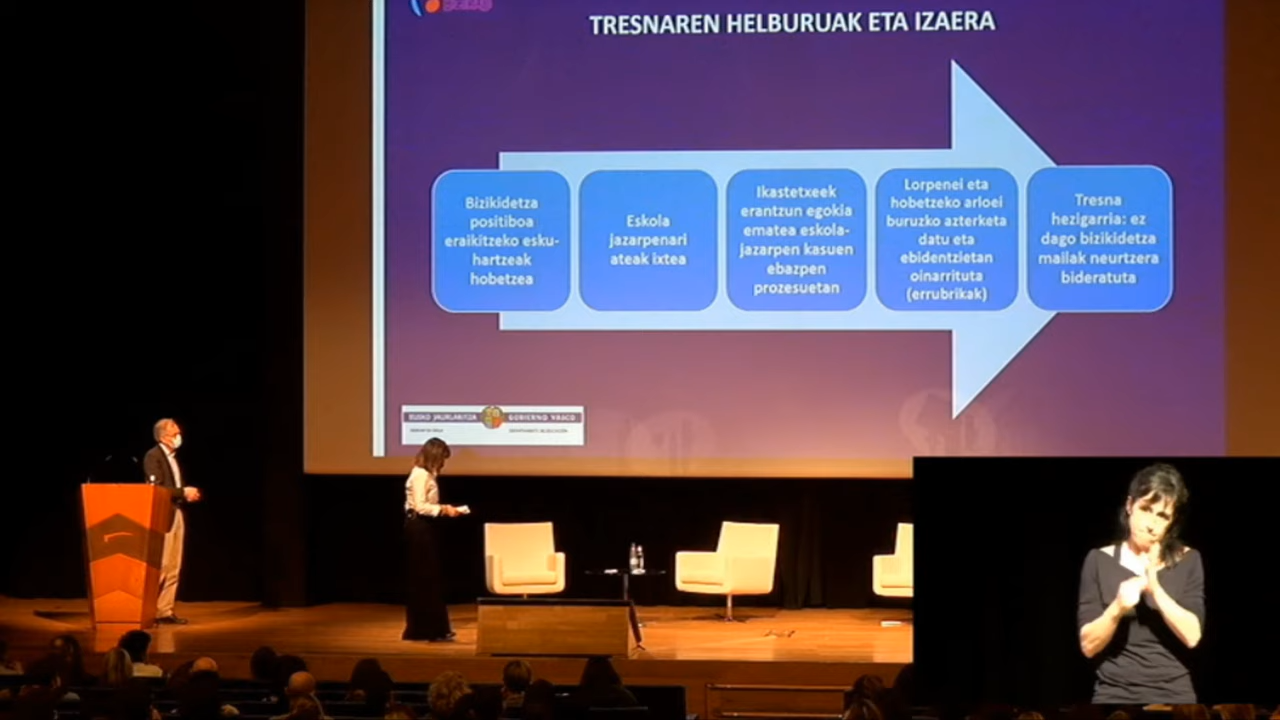 TRESNAREN HELBURUAK ETA IZAERA
Bizikidetza
positiboa
eraikitzeko esku-
hartzeak
hobetzea
Eskola
jazarpenari
ateak ixtea
Ikastetxeek
erantzun egokia
ematea eskola-
jazarpen kasuen
ebazpen
prozesuetan
Lorpenei eta
hobetzeko arloei
buruzko azterketa
datu eta
ebidentzietan
oinarrituta
(errubrikak)
Tresna
hezigarria: ez
dago bizikidetza
mailak neurtzera
bideratuta
EUSKO JAURLARITZA
GOBIERNO VASCO